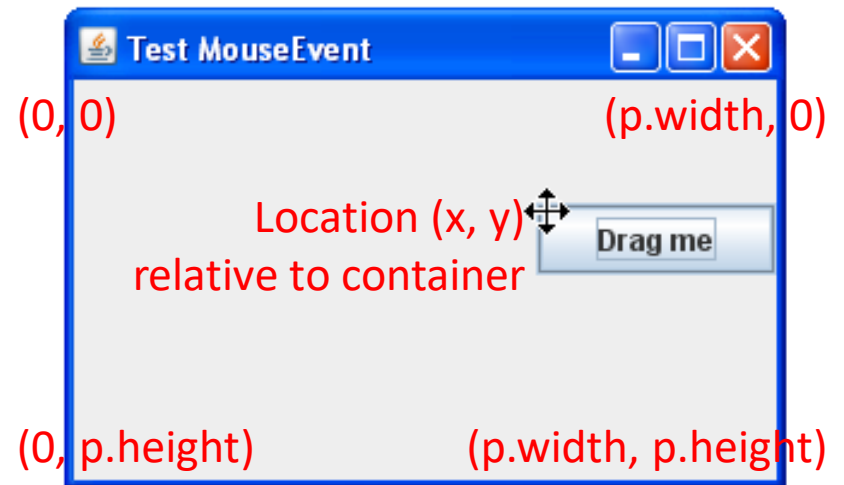 Test MouseEvent
(0, 0) (p.width, 0)
Location (x, y)
Drag me
relative to container
(0, p.height) (p.width, p.height)